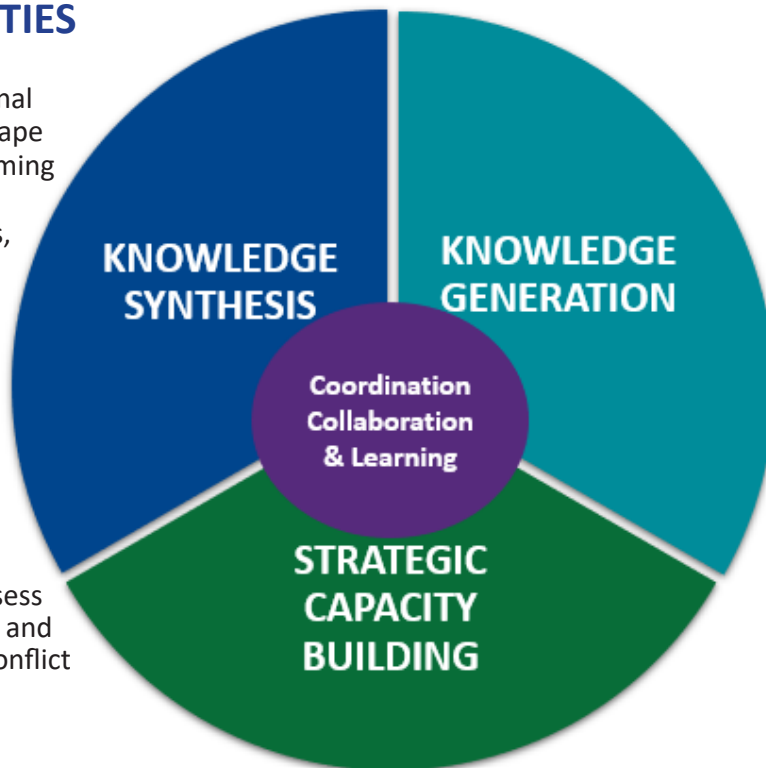 TIES
nal
ape
ming
s,
KNOWLEDGE
SYNTHESIS
KNOWLEDGE
GENERATION
Coordination
Collaboration
& Learning
STRATEGIC
CAPACITY
BUILDING
sess
and
onflict